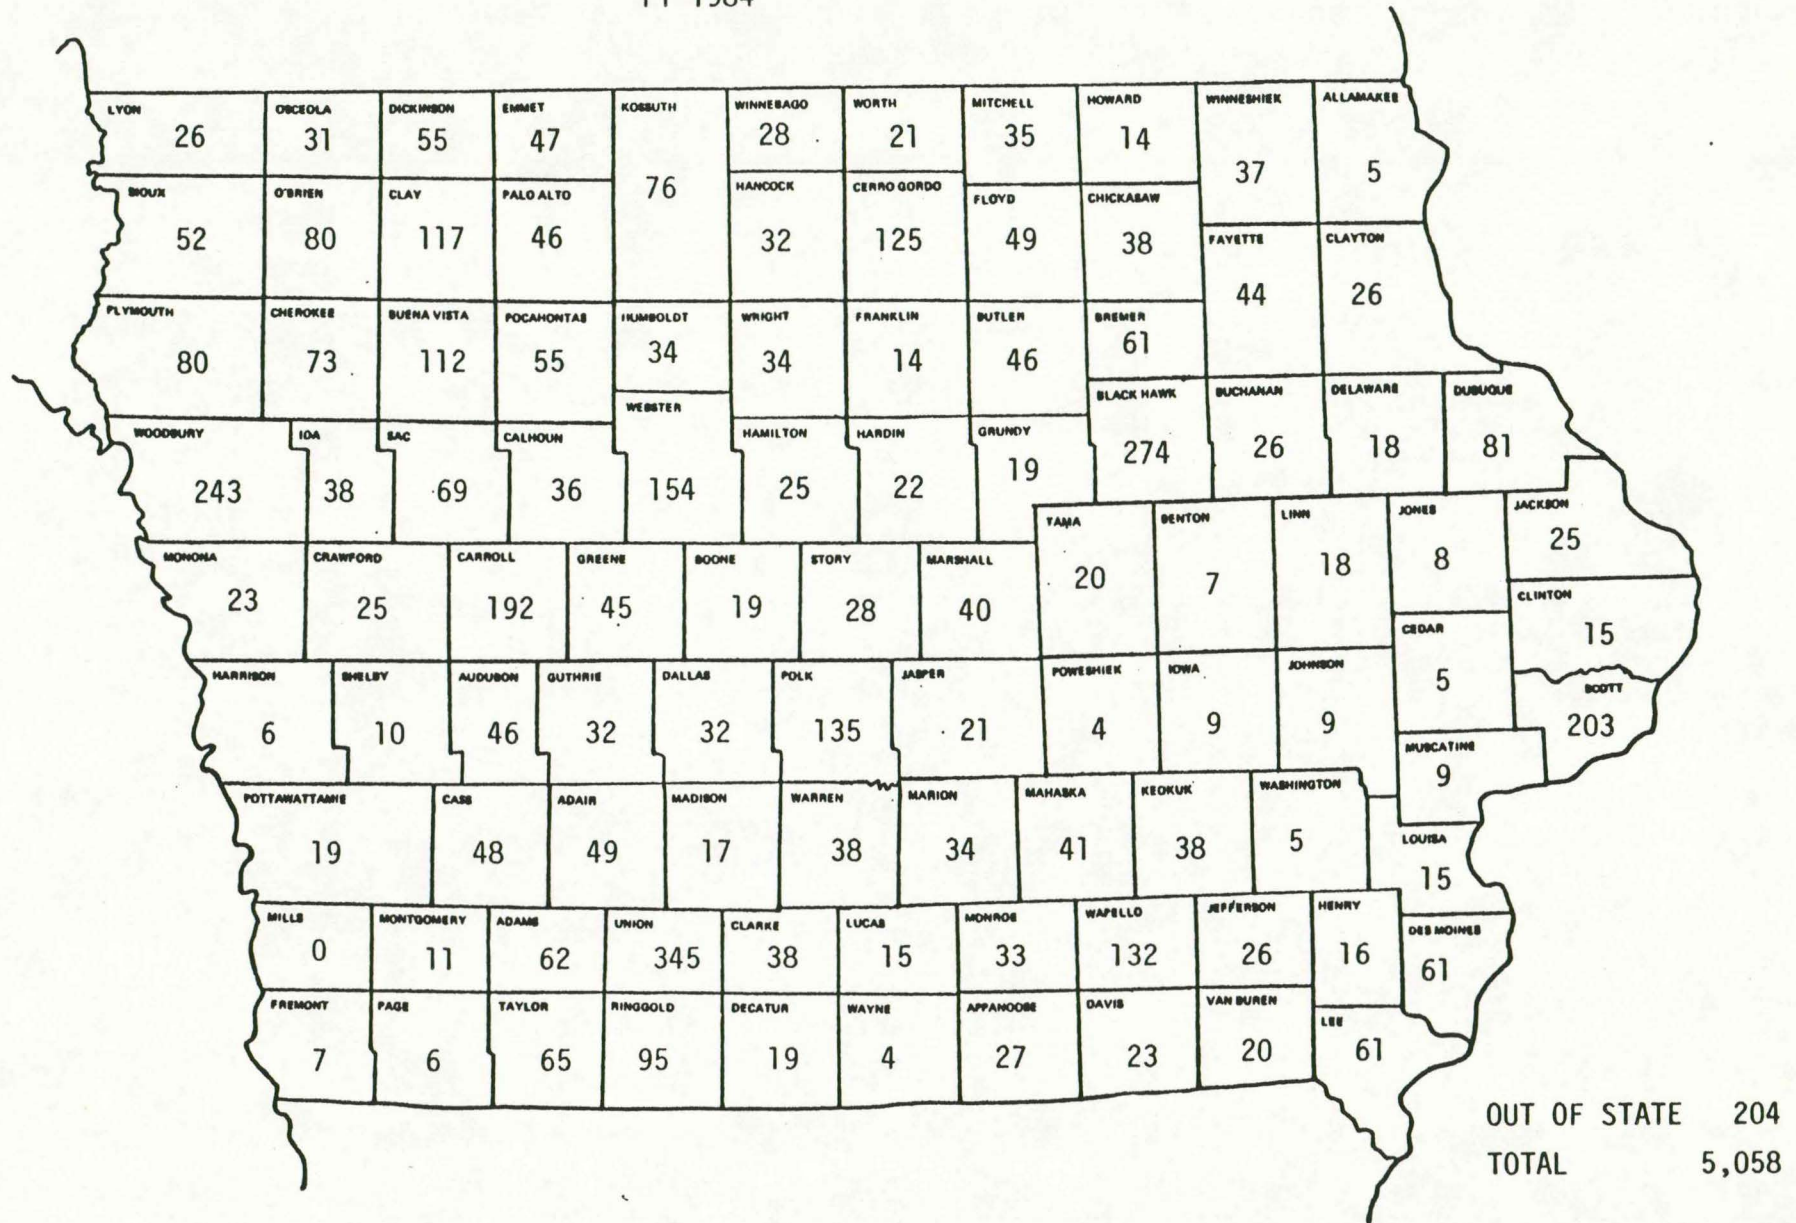 FY 1984
LYON 26
OSCEOLA 31
DICKINSON 55
EMMET 47
KOSSUTH 76
WINNEBAGO 28
WORTH 21
MITCHELL 35
HOWARD 14
WINNESHIEK 37
ALLAMAKEE 5
SIOUX 52
O'BRIEN 80
CLAY 117
PALO ALTO 46
HANCOCK 32
CERRO GORDO 125
FLOYD 49
CHICKASAW 38
FAYETTE 44
CLAYTON 26
PLYMOUTH 80
CHEROKEE 73
BUENA VISTA 112
POCAHONTAS 55
HUMBOLDT 34
WRIGHT 34
FRANKLIN 14
BUTLER 46
BREMER 61
WEBSTER 154
BLACK HAWK 274
BUCHANAN 26
DELAWARE 18
DUBUQUE 81
WOODBURY 243
IDA 38
SAC 69
CALHOUN 36
HAMILTON 25
HARDIN 22
GRUNDY 19
TAMA 20
BENTON 7
LINN 18
JONES 8
JACKSON 25
MONONA 23
CRAWFORD 25
CARROLL 192
GREENE 45
BOONE 19
STORY 28
MARSHALL 40
CLINTON 15
CEDAR 5
HARRISON 6
SHELBY 10
AUDUBON 46
GUTHRIE 32
DALLAS 32
POLK 135
JASPER 21
POWESHIEK 4
IOWA 9
JOHNSON 9
SCOTT 203
MUSCATINE 9
POTTAWATTAMIE 19
CASS 48
ADAIR 49
MADISON 17
WARREN 38
MARION 34
MAHASKA 41
KEOKUK 38
WASHINGTON 5
LOUISA 15
MILLS 0
MONTGOMERY 11
ADAMS 62
UNION 345
CLARKE 38
LUCAS 15
MONROE 33
WAPELLO 132
JEFFERSON 26
HENRY 16
DES MOINES 61
FREMONT 7
PAGE 6
TAYLOR 65
RINGGOLD 95
DECATUR 19
WAYNE 4
APPANOOSE 27
DAVIS 23
VAN BUREN 20
LEE 61
OUT OF STATE 204
TOTAL 5,058